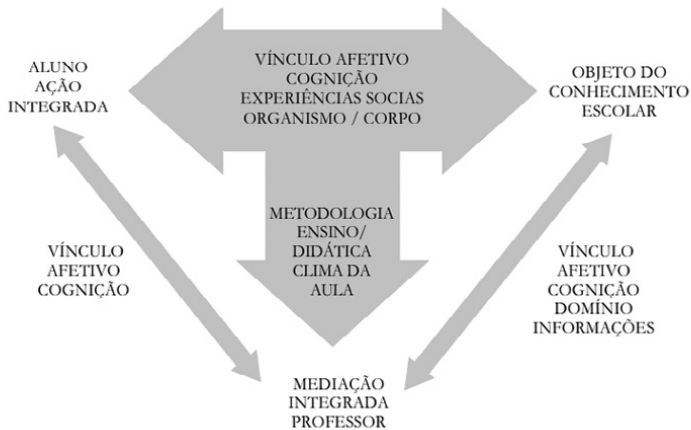 ALUNO
AÇÃO
INTEGRADA
VÍNCULO AFETIVO
COGNIÇÃO
EXPERIÊNCIAS SOCIAS
ORGANISMO / CORPO
OBJETO DO
CONHECIMENTO
ESCOLAR
METODOLOGIA
ENSINO/
DIDÁTICA
CLIMA DA
AULA
VÍNCULO
AFETIVO
COGNIÇÃO
VÍNCULO
AFETIVO
COGNIÇÃO
DOMÍNIO
INFORMAÇÕES
MEDIAÇÃO
INTEGRADA
PROFESSOR